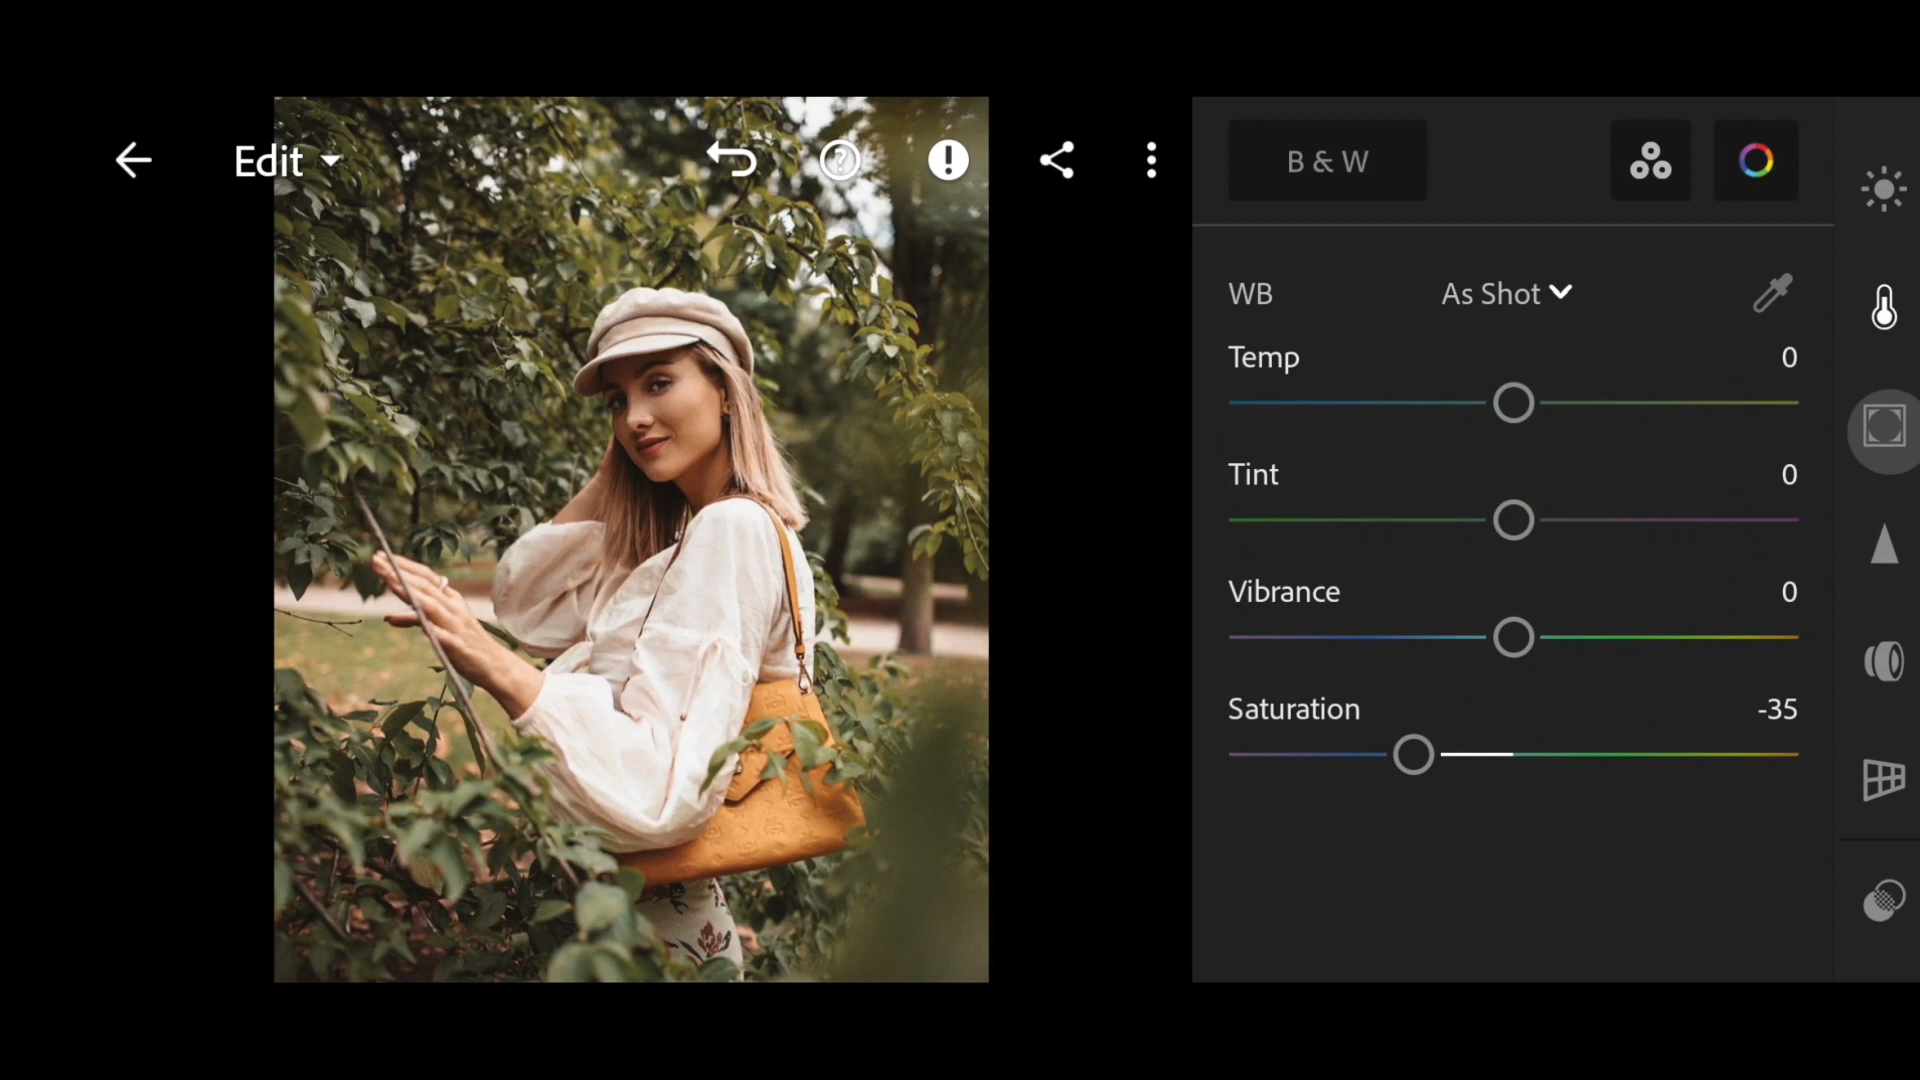 Edit
B & W
WB As Shot
Temp 0
Tint 0
Vibrance 0
Saturation -35